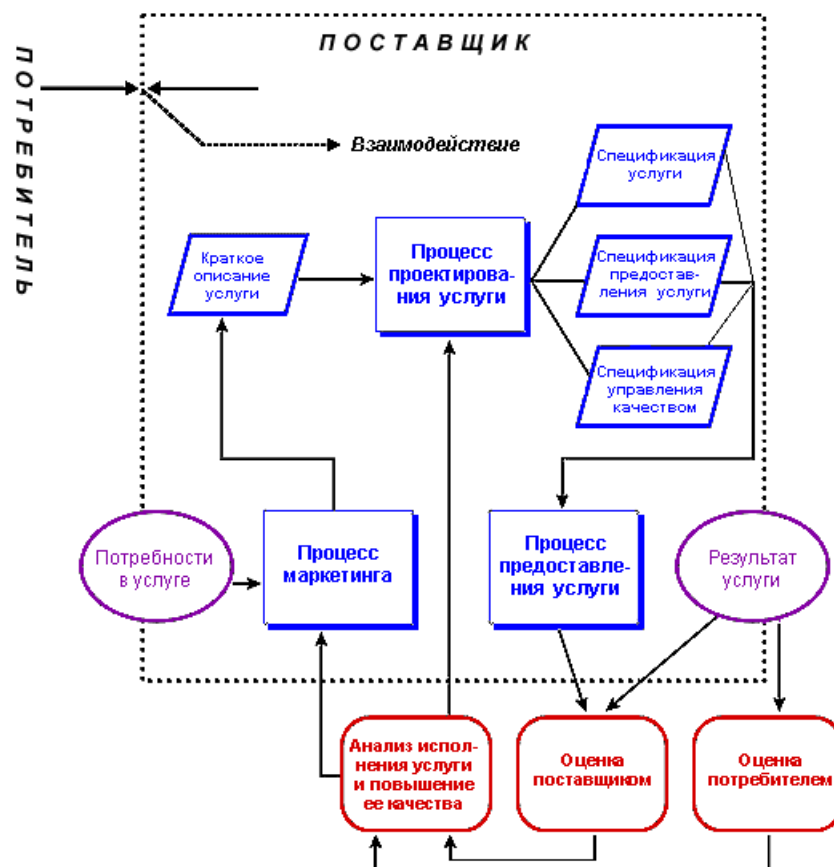 ПОСТАВЩИК
ПОТРЕБИТЕЛЬ
Взаимодействие
Спецификация
услуги
Краткое
описание
услуги
Процесс
проектирова-
ния услуги
Спецификация
предостав-
ления услуги
Спецификация
управления
качеством
Потребности
в услуге
Процесс
маркетинга
Процесс
предоставле-
ния услуги
Результат
услуги
Анализ испол-
нения услуги
и повышение
ее качества
Оценка
поставщиком
Оценка
потребителем